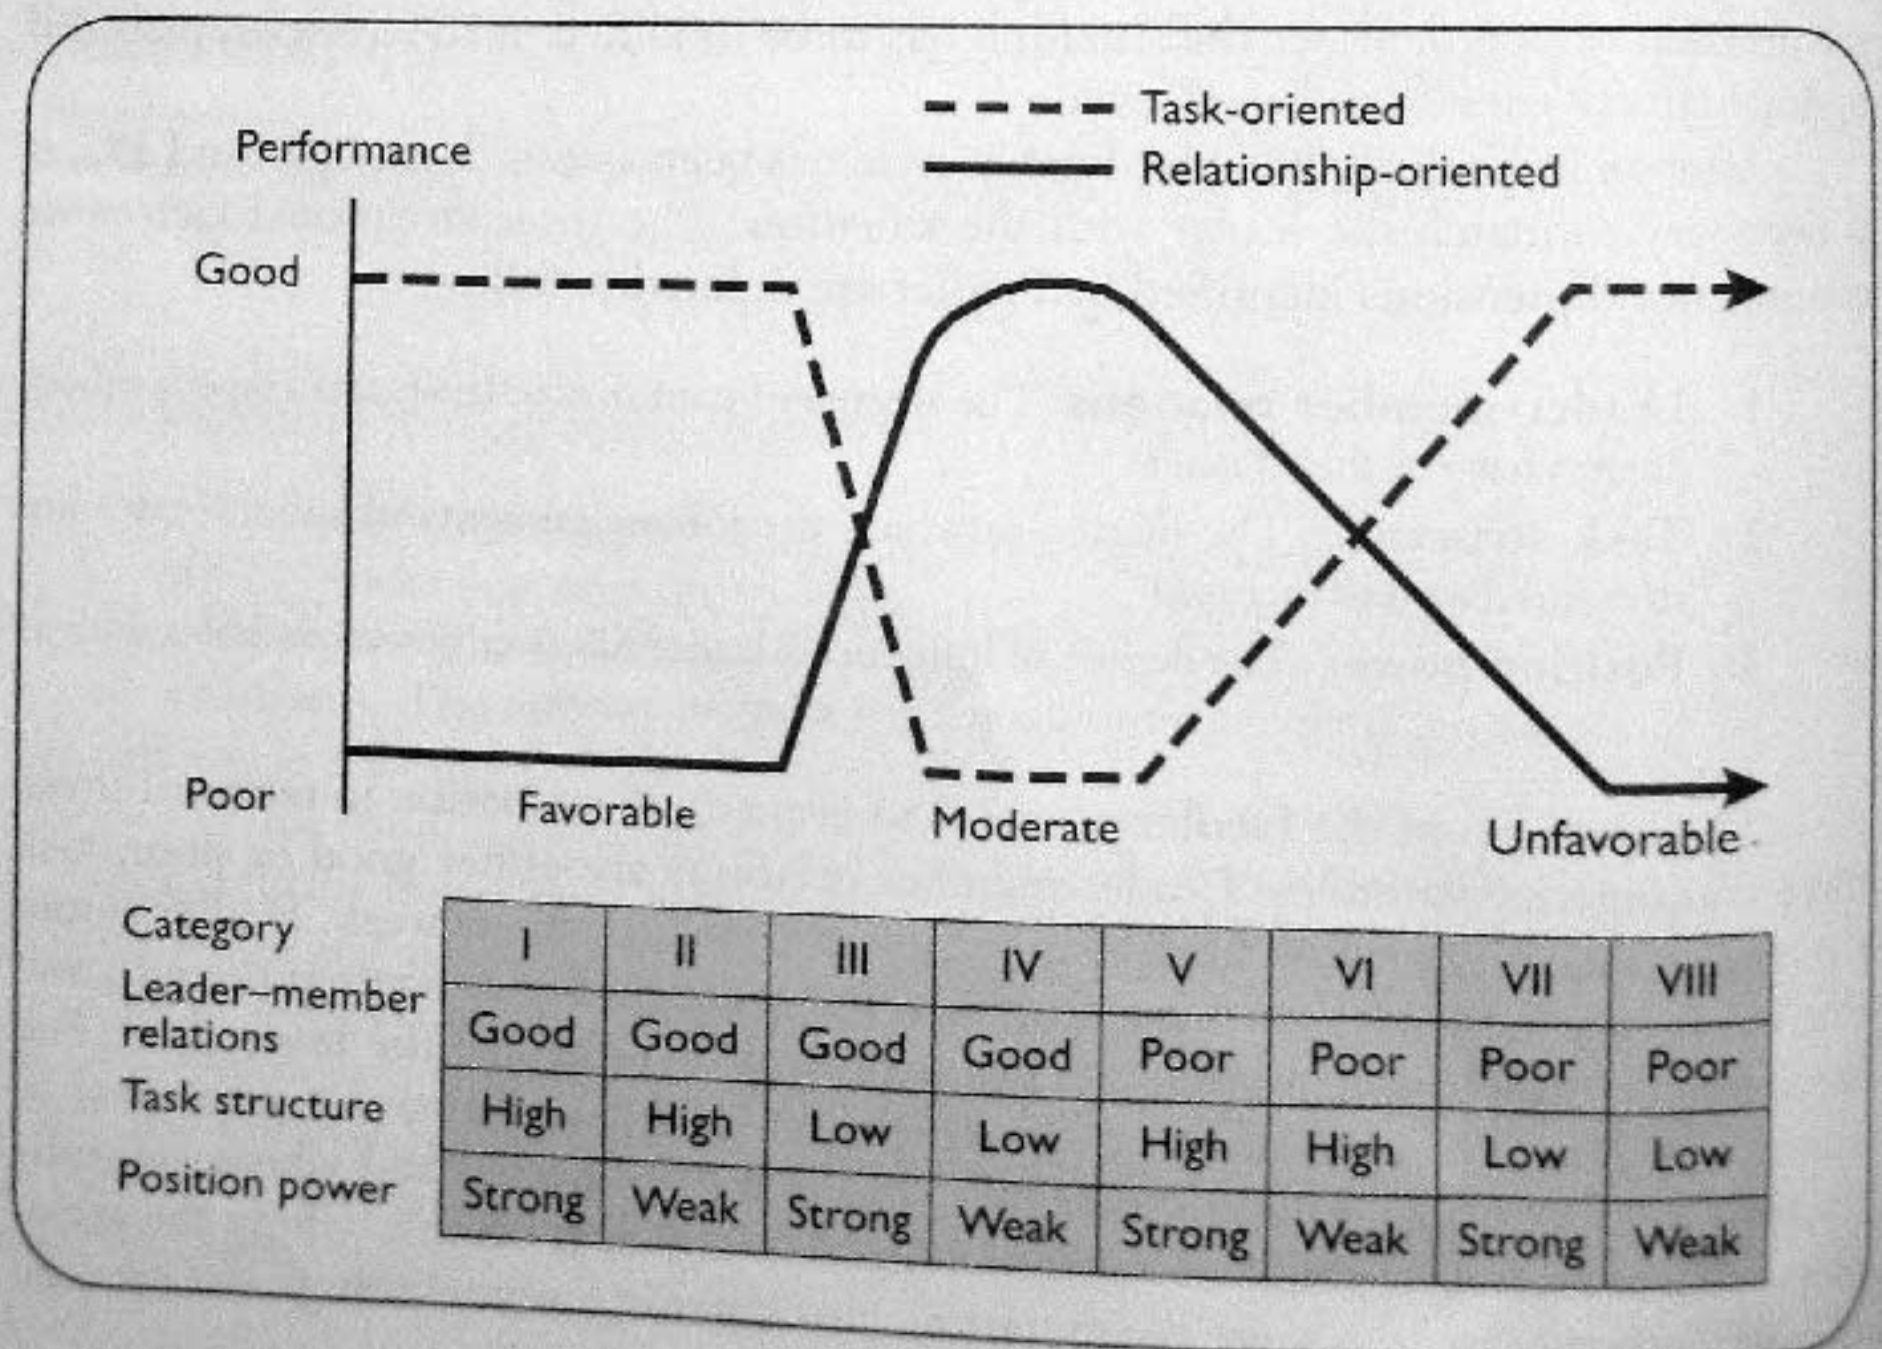 Task-oriented
Performance
Relationship-oriented
Good
Poor
Favorable
Moderate
Unfavorable
Category I II III IV V VI VII VIII
Leader–member
relations Good Good Good Good Poor Poor Poor Poor
Task structure High High Low Low High High Low Low
Position power Strong Weak Strong Weak Strong Weak Strong Weak